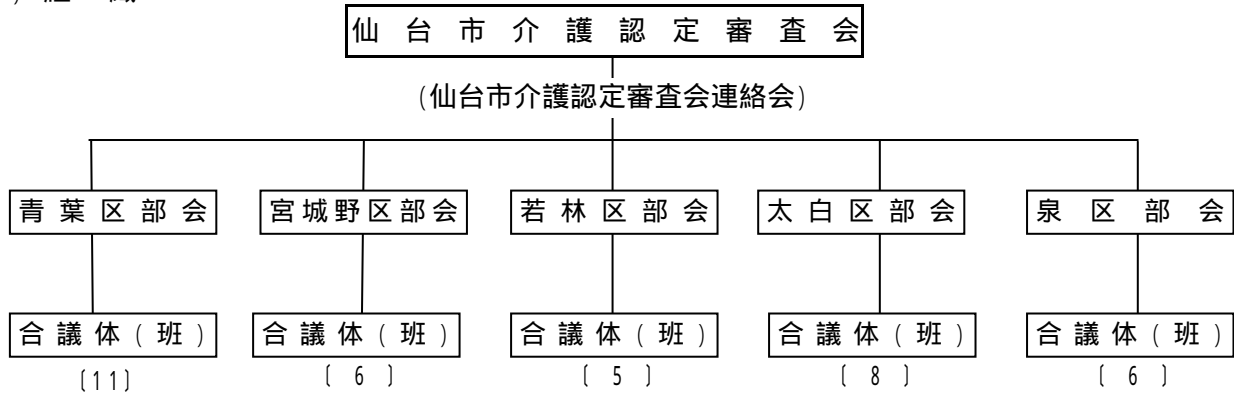 ) 組 織
仙 台 市 介 護 認 定 審 査 会
(仙台市介護認定審査会連絡会)
青 葉 区 部 会
宮 城 野 区 部 会
若 林 区 部 会
太 白 区 部 会
泉 区 部 会
合 議 体 ( 班 )
合 議 体 ( 班 )
合 議 体 ( 班 )
合 議 体 ( 班 )
合 議 体 ( 班 )
〔11〕
〔 6 〕
〔 5 〕
〔 8 〕
〔 6 〕